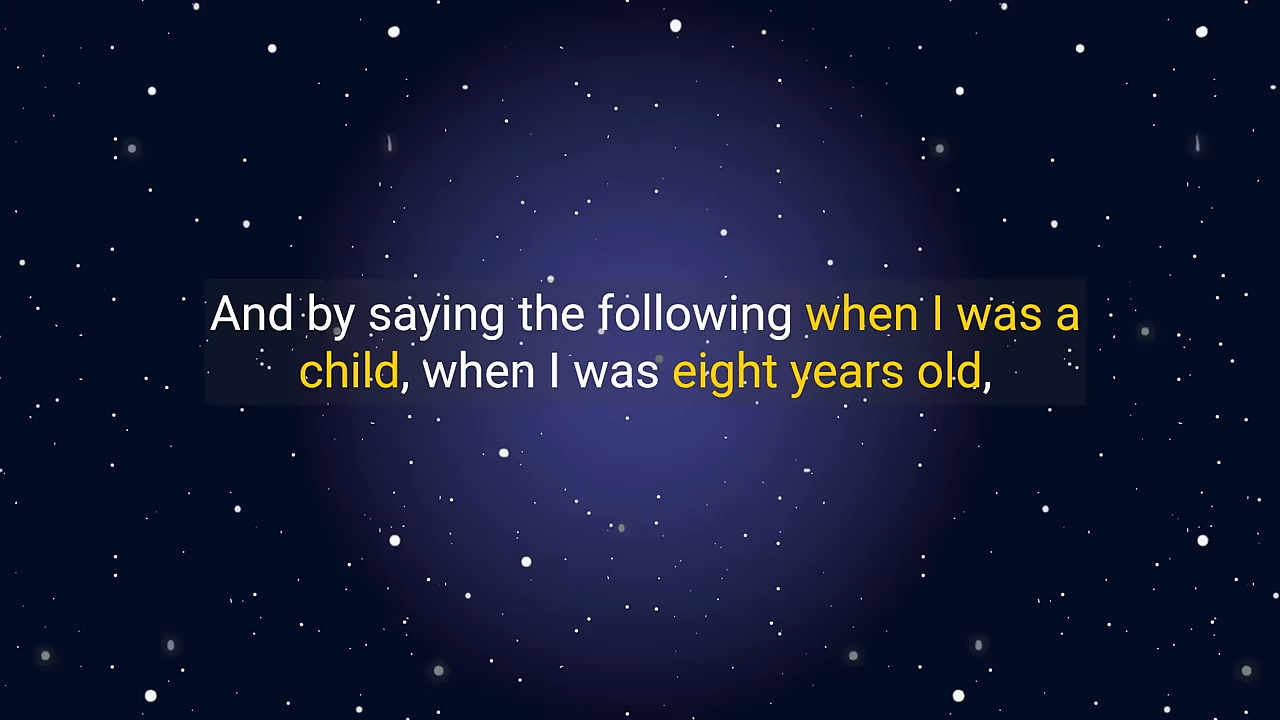 And by saying the following when I was a
child, when I was eight years old,